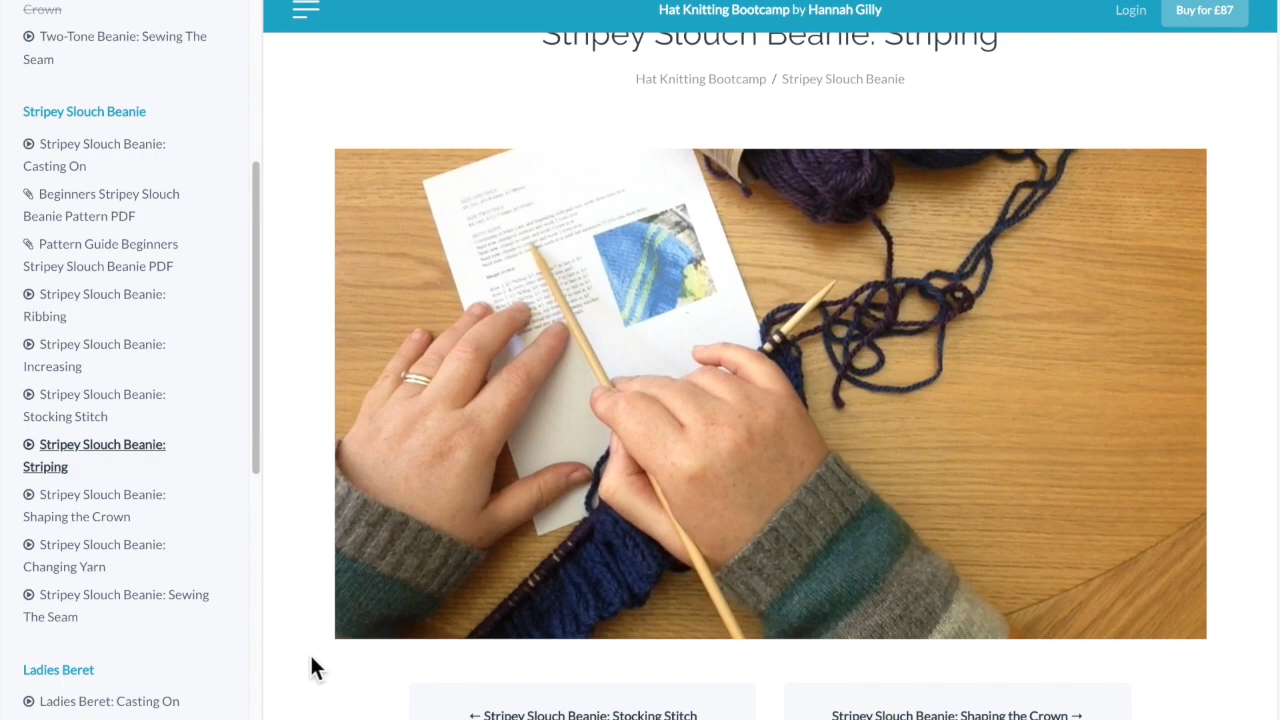 Crown
Two-Tone Beanie: Sewing The
Seam
Stripey Slouch Beanie
Stripey Slouch Beanie:
Casting On
Beginners Stripey Slouch
Beanie Pattern PDF
Pattern Guide Beginners
Stripey Slouch Beanie PDF
Stripey Slouch Beanie:
Ribbing
Stripey Slouch Beanie:
Increasing
Stripey Slouch Beanie:
Stocking Stitch
Stripey Slouch Beanie:
Striping
Stripey Slouch Beanie:
Shaping the Crown
Stripey Slouch Beanie:
Changing Yarn
Stripey Slouch Beanie: Sewing
The Seam
Ladies Beret
Ladies Beret: Casting On
Hat Knitting Bootcamp by Hannah Gilly
Login
Buy for £87
Stripey Slouch Beanie: Striping
Hat Knitting Bootcamp / Stripey Slouch Beanie
← Stripey Slouch Beanie: Stocking Stitch
Stripey Slouch Beanie: Shaping the Crown →